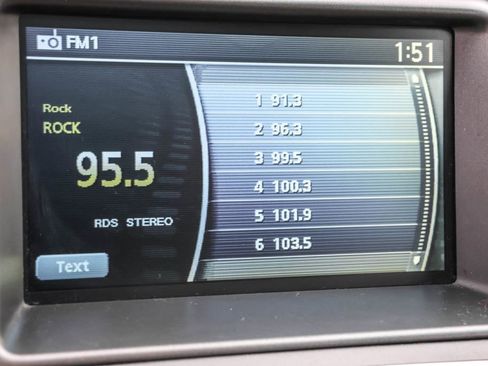 FM1
1:51
Rock
ROCK
95.5
RDS STEREO
Text
1 91.3
2 96.3
3 99.5
4 100.3
5 101.9
6 103.5